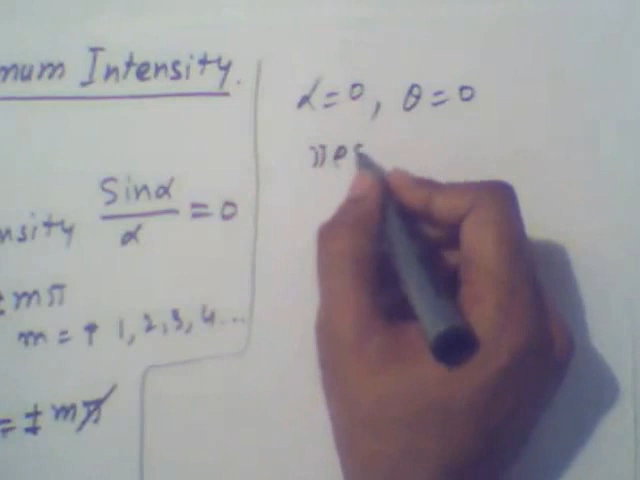 mum Intensity.
nsity Sinα/α = 0
± mπ
m = + 1, 2, 3, 4...
= ± mπ
α = 0, θ = 0